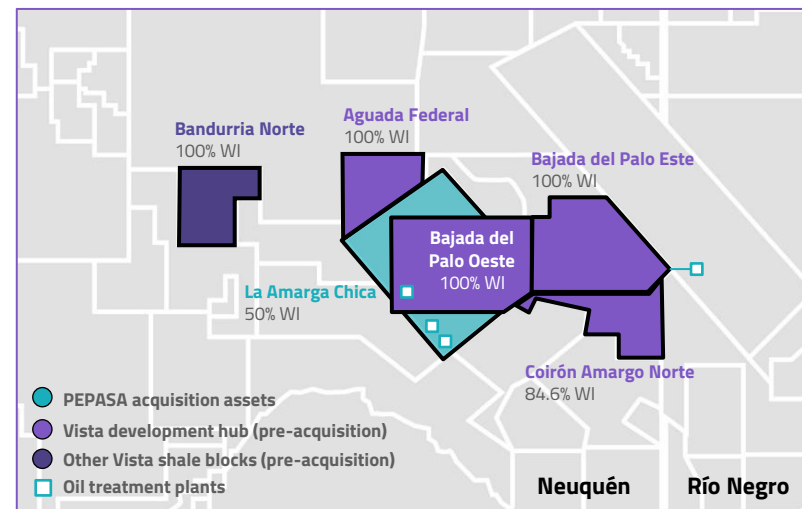 Bandurria Norte
100% WI
Aguada Federal
100% WI
Bajada del Palo Este
100% WI
Bajada del
Palo Oeste
100% WI
La Amarga Chica
50% WI
Coirón Amargo Norte
84.6% WI
PEPASA acquisition assets
Vista development hub (pre-acquisition)
Other Vista shale blocks (pre-acquisition)
Oil treatment plants
Neuquén
Río Negro